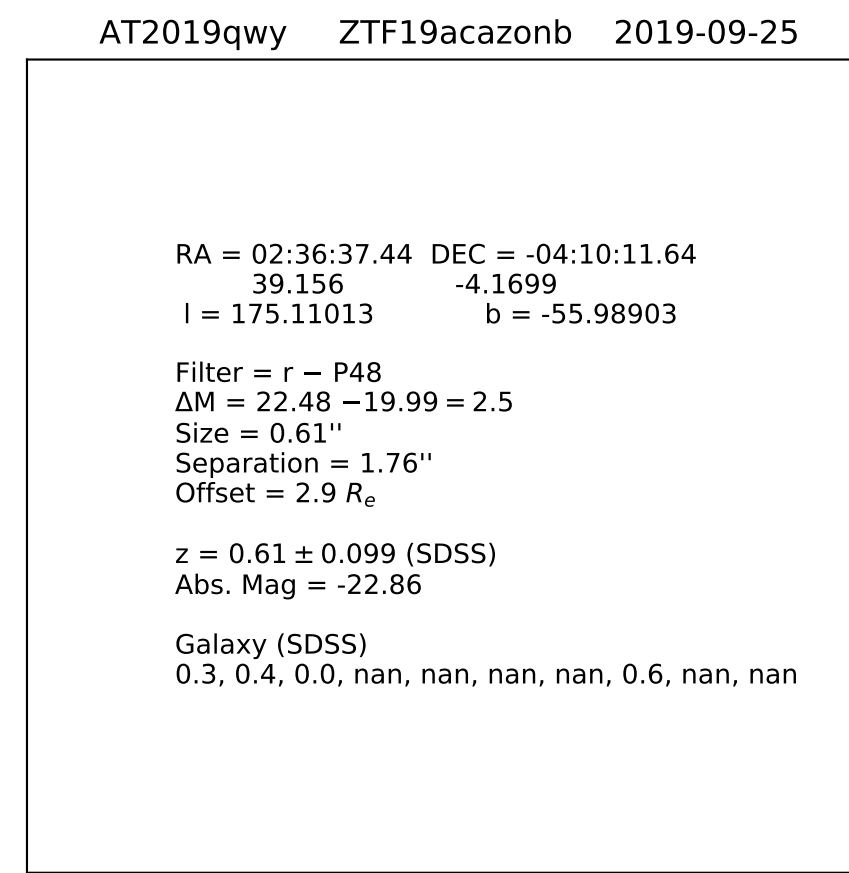 AT2019qwy ZTF19acazonb 2019-09-25
RA = 02:36:37.44 DEC = -04:10:11.64
39.156 -4.1699
l = 175.11013 b = -55.98903
Filter = r − P48
ΔM = 22.48 −19.99 = 2.5
Size = 0.61''
Separation = 1.76''
Offset = 2.9 Rₑ
z = 0.61 ± 0.099 (SDSS)
Abs. Mag = -22.86
Galaxy (SDSS)
0.3, 0.4, 0.0, nan, nan, nan, nan, 0.6, nan, nan